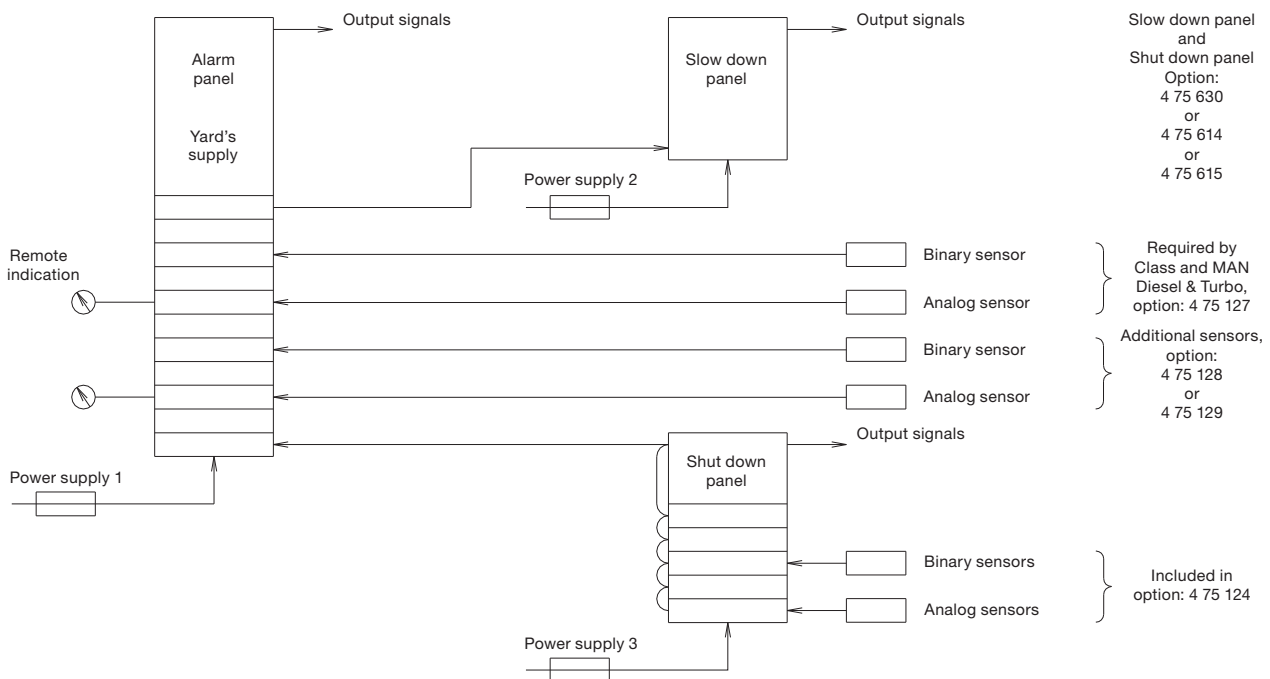 Output signals
Alarm
panel
Yard's
supply
Output signals
Slow down
panel
Slow down panel
and
Shut down panel
Option:
4 75 630
or
4 75 614
or
4 75 615
Power supply 2
Remote
indication
Binary sensor
Analog sensor
Required by
Class and MAN
Diesel & Turbo,
option: 4 75 127
Binary sensor
Analog sensor
Additional sensors,
option:
4 75 128
or
4 75 129
Output signals
Shut down
panel
Power supply 1
Binary sensors
Analog sensors
Included in
option: 4 75 124
Power supply 3